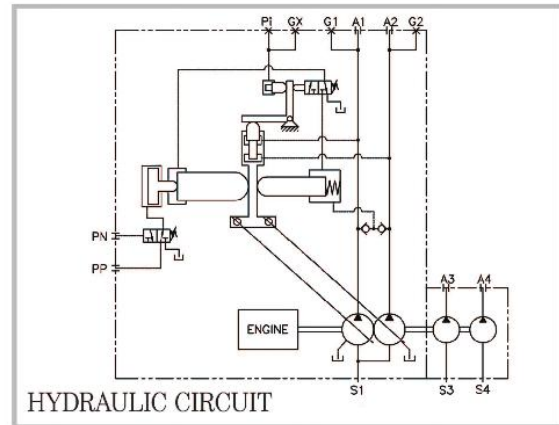 Pi GX G1 A1 A2 G2
PN
PP
A3 A4
ENGINE
S1 S3 S4
HYDRAULIC CIRCUIT